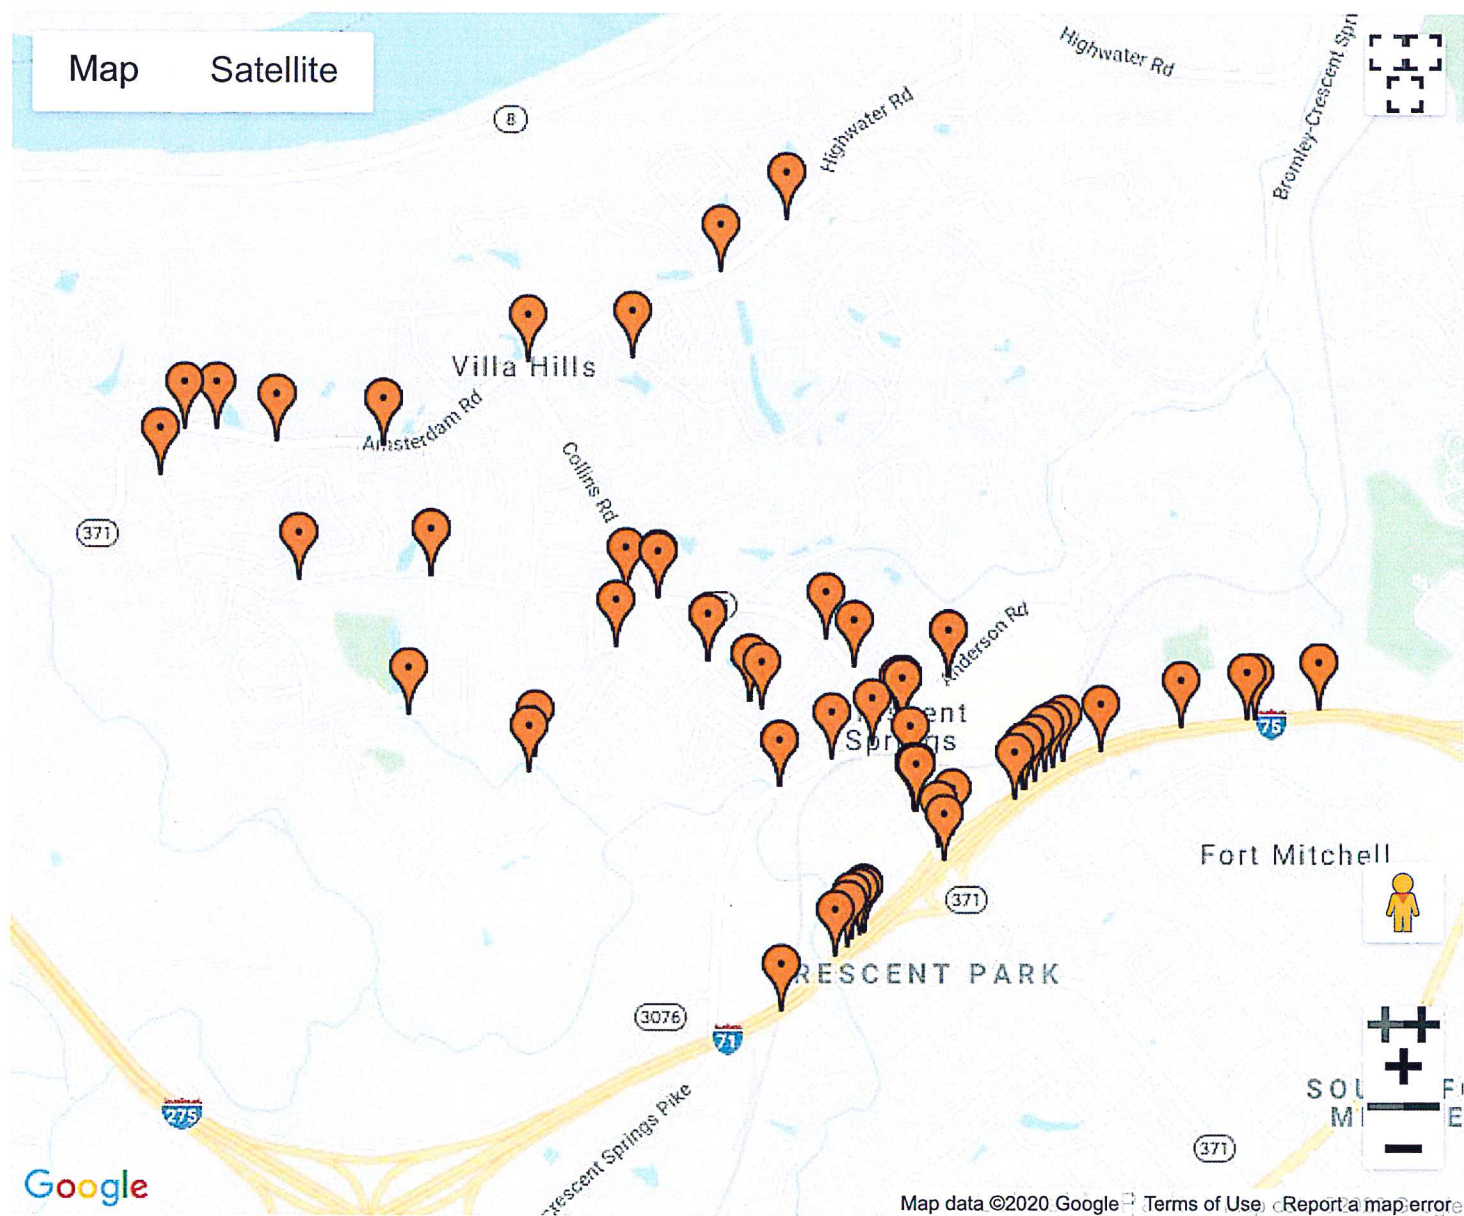 Map
Satellite
Highwater Rd
Bromley-Crescent Spri
8
Highwater Rd
Villa Hills
Amsterdam Rd
Collins Rd
371
Anderson Rd
Springs
75
Fort Mitchell
371
RESCENT PARK
3076
71
275
371
Crescent Springs Pike
Google
Map data ©2020 Google
Terms of Use
Report a map error